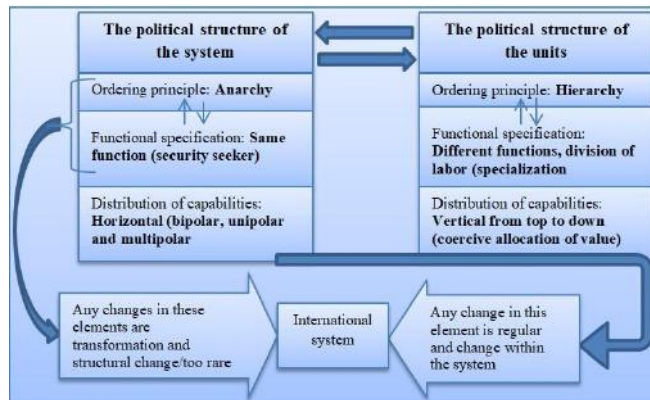 The political structure of
the system
Ordering principle: Anarchy
Functional specification: Same
function (security seeker)
Distribution of capabilities:
Horizontal (bipolar, unipolar
and multipolar
The political structure of
the units
Ordering principle: Hierarchy
Functional specification:
Different functions, division of
labor (specialization
Distribution of capabilities:
Vertical from top to down
(coercive allocation of value)
Any changes in these
elements are
transformation and
structural change/too rare
International
system
Any change in this
element is regular
and change within
the system